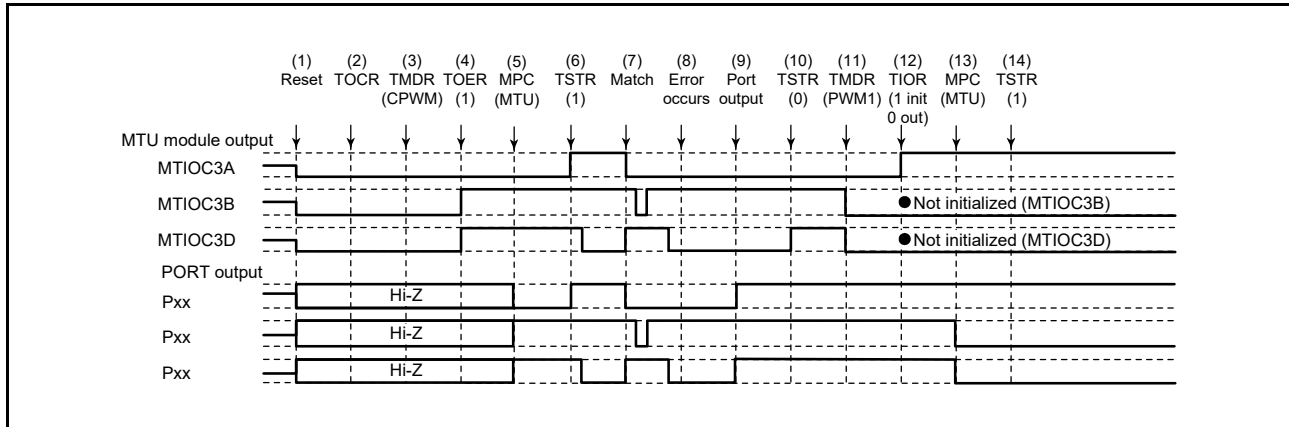 (1) (2) (3) (4) (5) (6) (7) (8) (9) (10) (11) (12) (13) (14)
Reset TOCR TMDR TOER MPC TSTR Match Error Port TSTR TMDR TIOR MPC TSTR
(CPWM) (1) (MTU) (1) occurs output (0) (PWM1) (1 init (MTU) (1)
0 out)
MTU module output
MTIOC3A
MTIOC3B ●Not initialized (MTIOC3B)
MTIOC3D ●Not initialized (MTIOC3D)
PORT output
Pxx Hi-Z
Pxx Hi-Z
Pxx Hi-Z